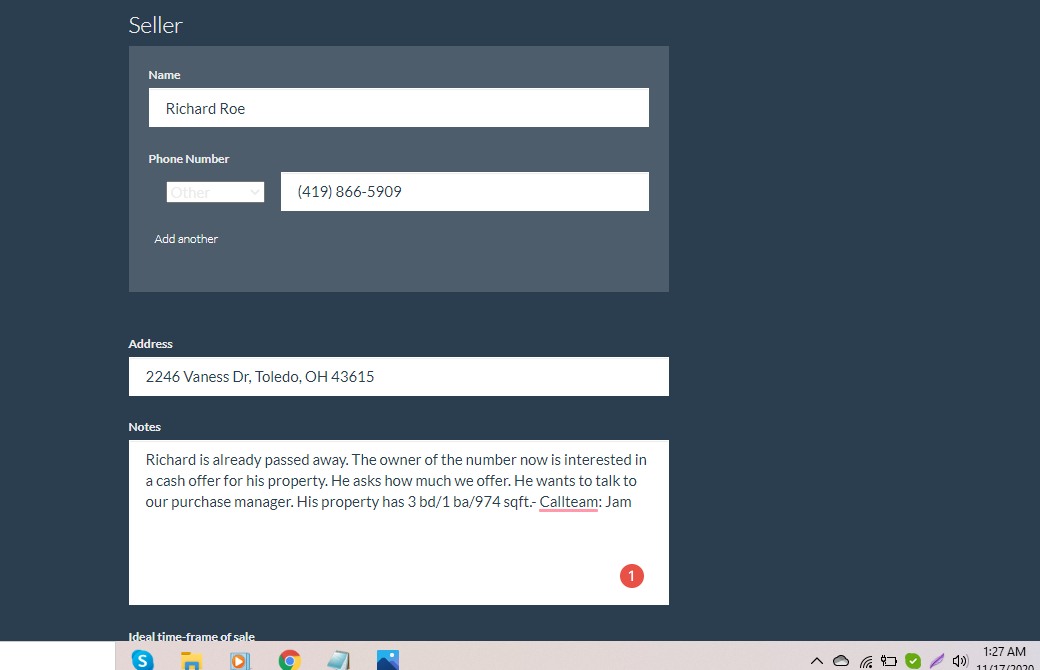 Seller
Name
Richard Roe
Phone Number
Other
(419) 866-5909
Add another
Address
2246 Vaness Dr, Toledo, OH 43615
Notes
Richard is already passed away. The owner of the number now is interested in
a cash offer for his property. He asks how much we offer. He wants to talk to
our purchase manager. His property has 3 bd/1 ba/974 sqft.- Callteam: Jam
1
Ideal time-frame of sale
S
1:27 AM
11/17/2020